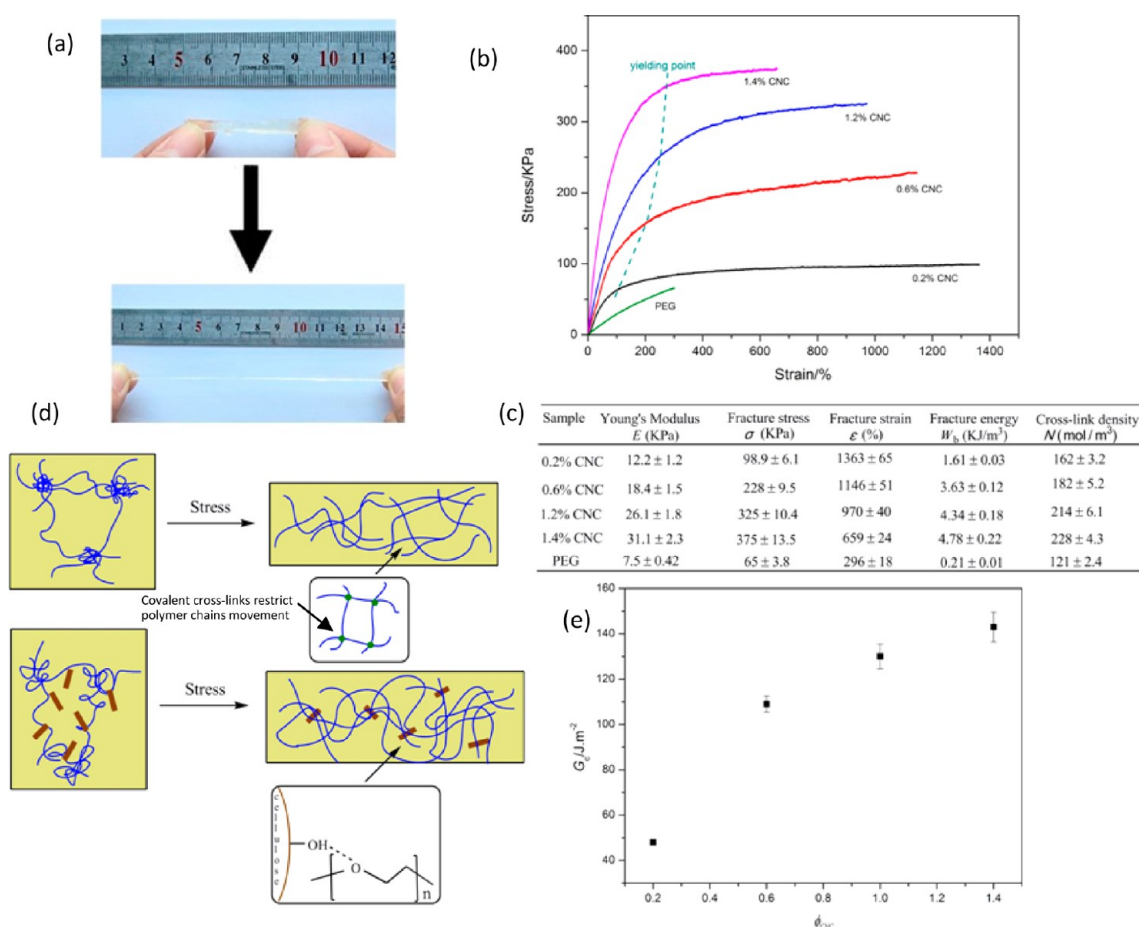 (a)
3 4 5 6 7 8 9 10 11 12
1 2 3 4 5 6 7 8 9 10 11 12 13 14 15
(b)
Stress/KPa
400
300
200
100
0
yielding point
1.4% CNC
1.2% CNC
0.6% CNC
0.2% CNC
PEG
0 200 400 600 800 1000 1200 1400
Strain/%
(c)
Sample Young's Modulus Fracture stress Fracture strain Fracture energy Cross-link density
E (KPa) σ (KPa) ε (%) W_b (KJ/m³) N (mol / m³)
0.2% CNC 12.2 ± 1.2 98.9 ± 6.1 1363 ± 65 1.61 ± 0.03 162 ± 3.2
0.6% CNC 18.4 ± 1.5 228 ± 9.5 1146 ± 51 3.63 ± 0.12 182 ± 5.2
1.2% CNC 26.1 ± 1.8 325 ± 10.4 970 ± 40 4.34 ± 0.18 214 ± 6.1
1.4% CNC 31.1 ± 2.3 375 ± 13.5 659 ± 24 4.78 ± 0.22 228 ± 4.3
PEG 7.5 ± 0.42 65 ± 3.8 296 ± 18 0.21 ± 0.01 121 ± 2.4
(d)
Stress
Covalent cross-links restrict
polymer chains movement
Stress
cellulose
OH
O
n
(e)
G_c/J.m⁻²
160
140
120
100
80
60
40
0.2 0.6 1.0 1.4